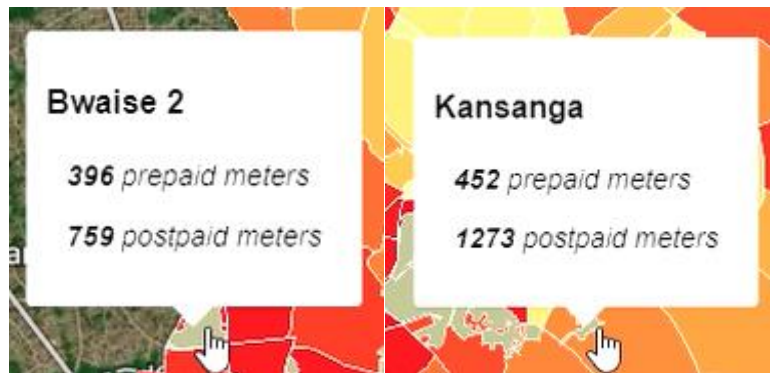 Bwaise 2
396 prepaid meters
759 postpaid meters
Kansanga
452 prepaid meters
1273 postpaid meters